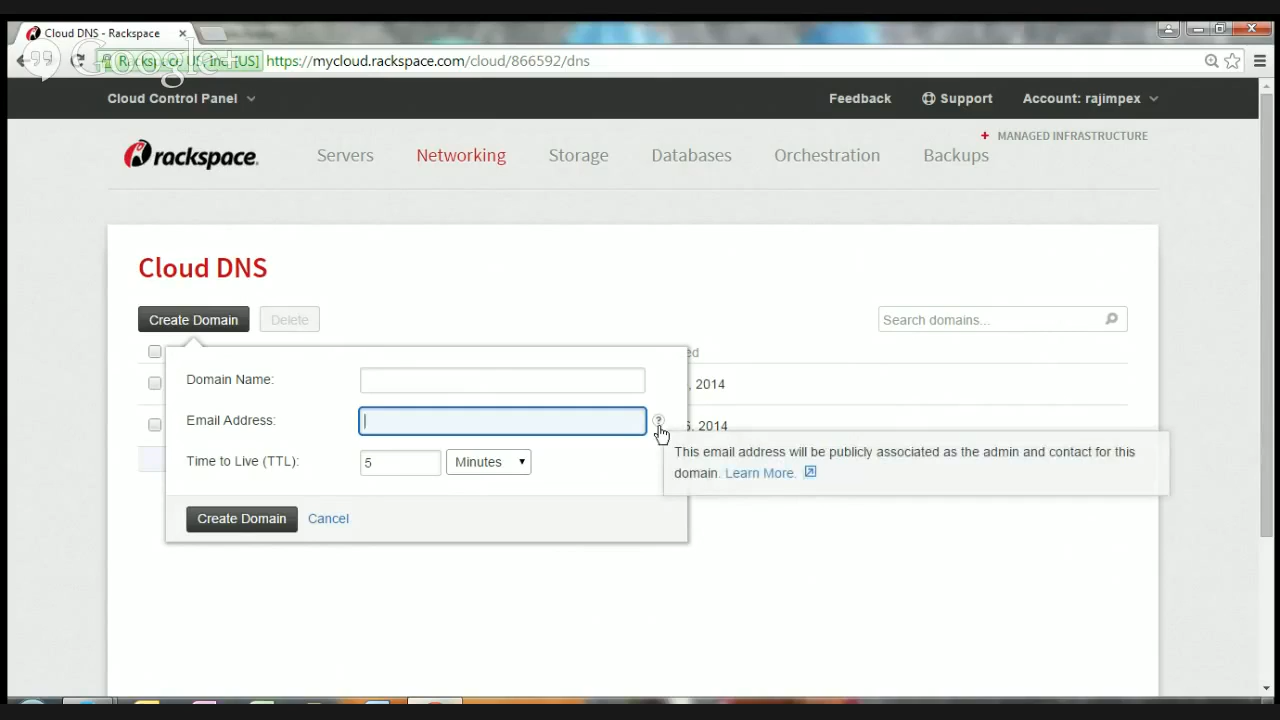 Cloud DNS - Rackspace
Google+
[US] https://mycloud.rackspace.com/cloud/866592/dns
Cloud Control Panel
Feedback
Support
Account: rajimpex
+ MANAGED INFRASTRUCTURE
rackspace.
Servers
Networking
Storage
Databases
Orchestration
Backups
Cloud DNS
Create Domain
Delete
Search domains...
ed
Domain Name:
, 2014
Email Address:
?
, 2014
This email address will be publicly associated as the admin and contact for this
domain. Learn More.
Time to Live (TTL):
5
Minutes
Create Domain
Cancel